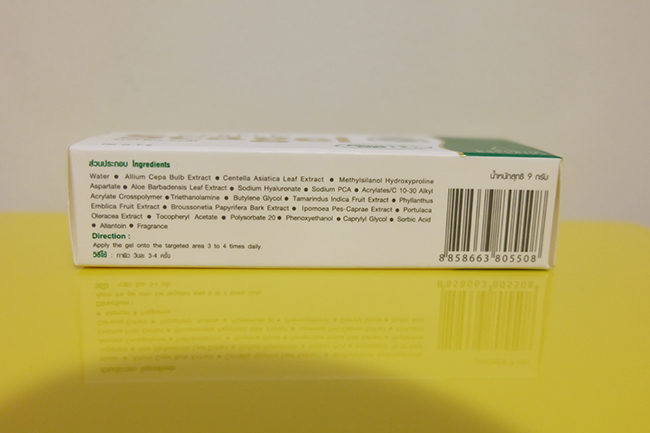 ส่วนประกอบ Ingredients
Water ● Allium Cepa Bulb Extract ● Centella Asiatica Leaf Extract ● Methylsilanol Hydroxyproline
Aspartate ● Aloe Barbadensis Leaf Extract ● Sodium Hyaluronate ● Sodium PCA ● Acrylates/C 10-30 Alkyl
Acrylate Crosspolymer ● Triethanolamine ● Butylene Glycol ● Tamarindus Indica Fruit Extract ● Phyllanthus
Emblica Fruit Extract ● Broussonetia Papyrifera Bark Extract ● Ipomoea Pes-Caprae Extract ● Portulaca
Oleracea Extract ● Tocopheryl Acetate ● Polysorbate 20 ● Phenoxyethanol ● Caprylyl Glycol ● Sorbic Acid
● Allantoin ● Fragrance
Direction :
Apply the gel onto the targeted area 3 to 4 times daily.
วิธีใช้ : ทาผิว วันละ 3-4 ครั้ง
น้ำหนักสุทธิ 9 กรัม
8 858663 805508